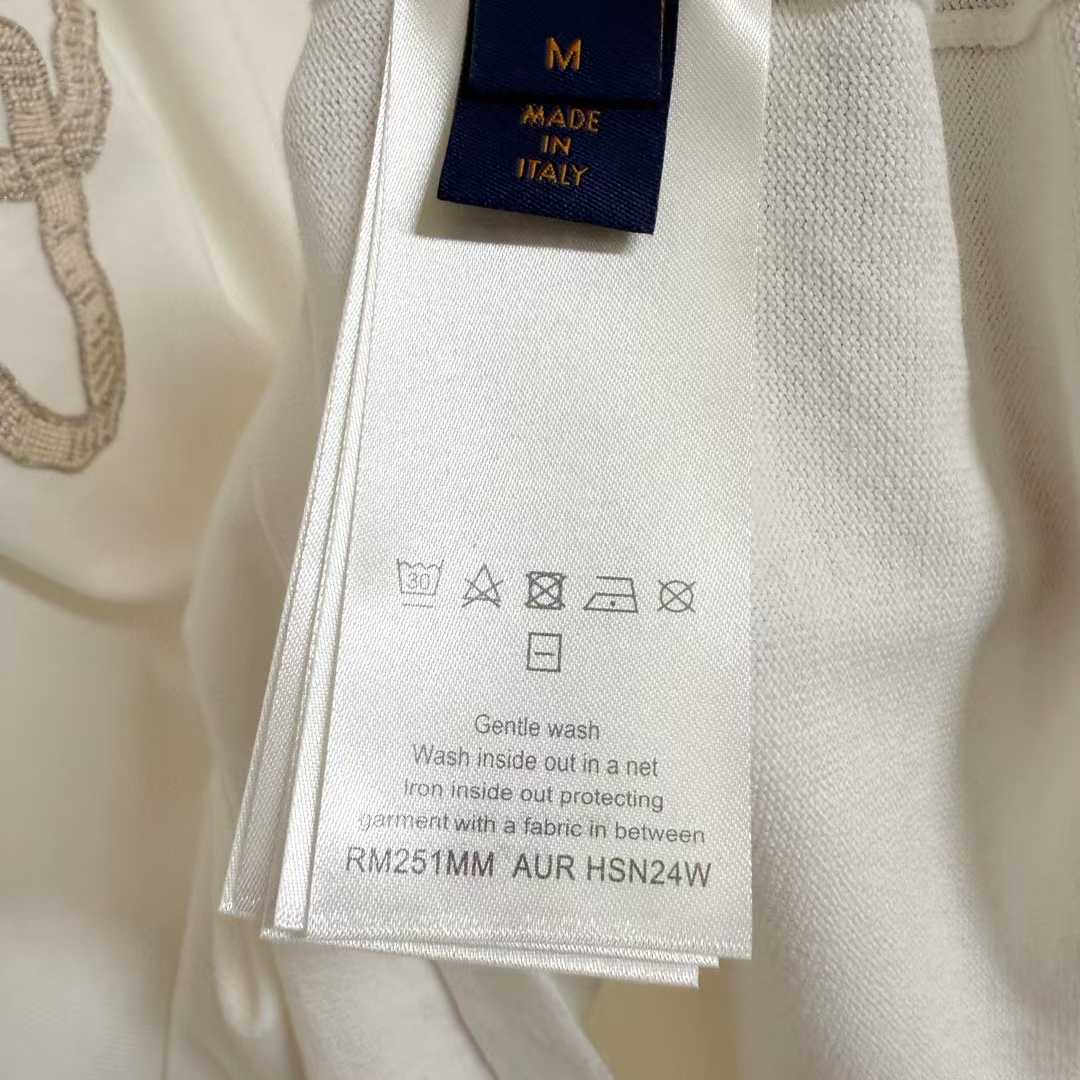 M
MADE
IN
ITALY
30
Gentle wash
Wash inside out in a net
Iron inside out protecting
garment with a fabric in between
RM251MM AUR HSN24W